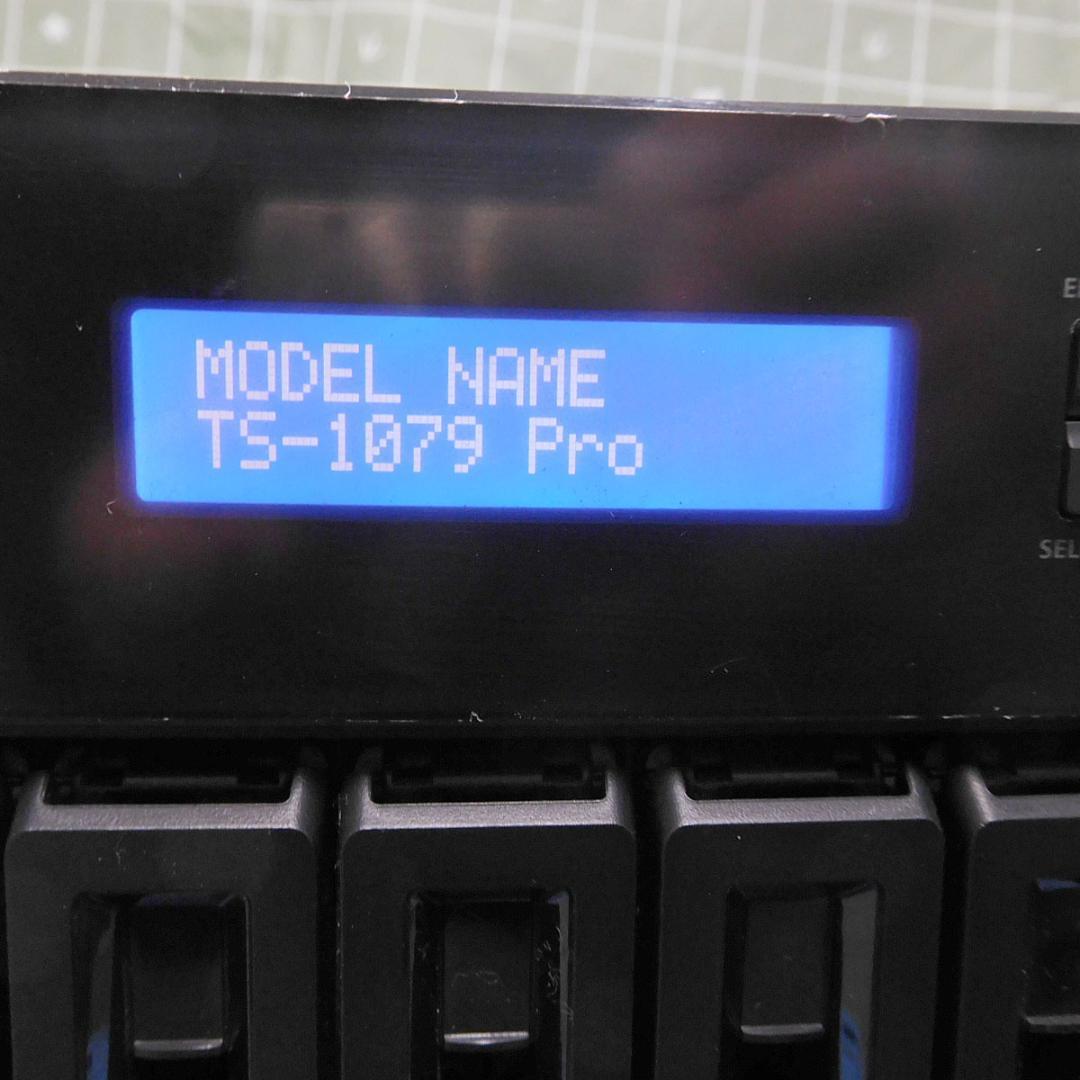 MODEL NAME
TS-1079 Pro